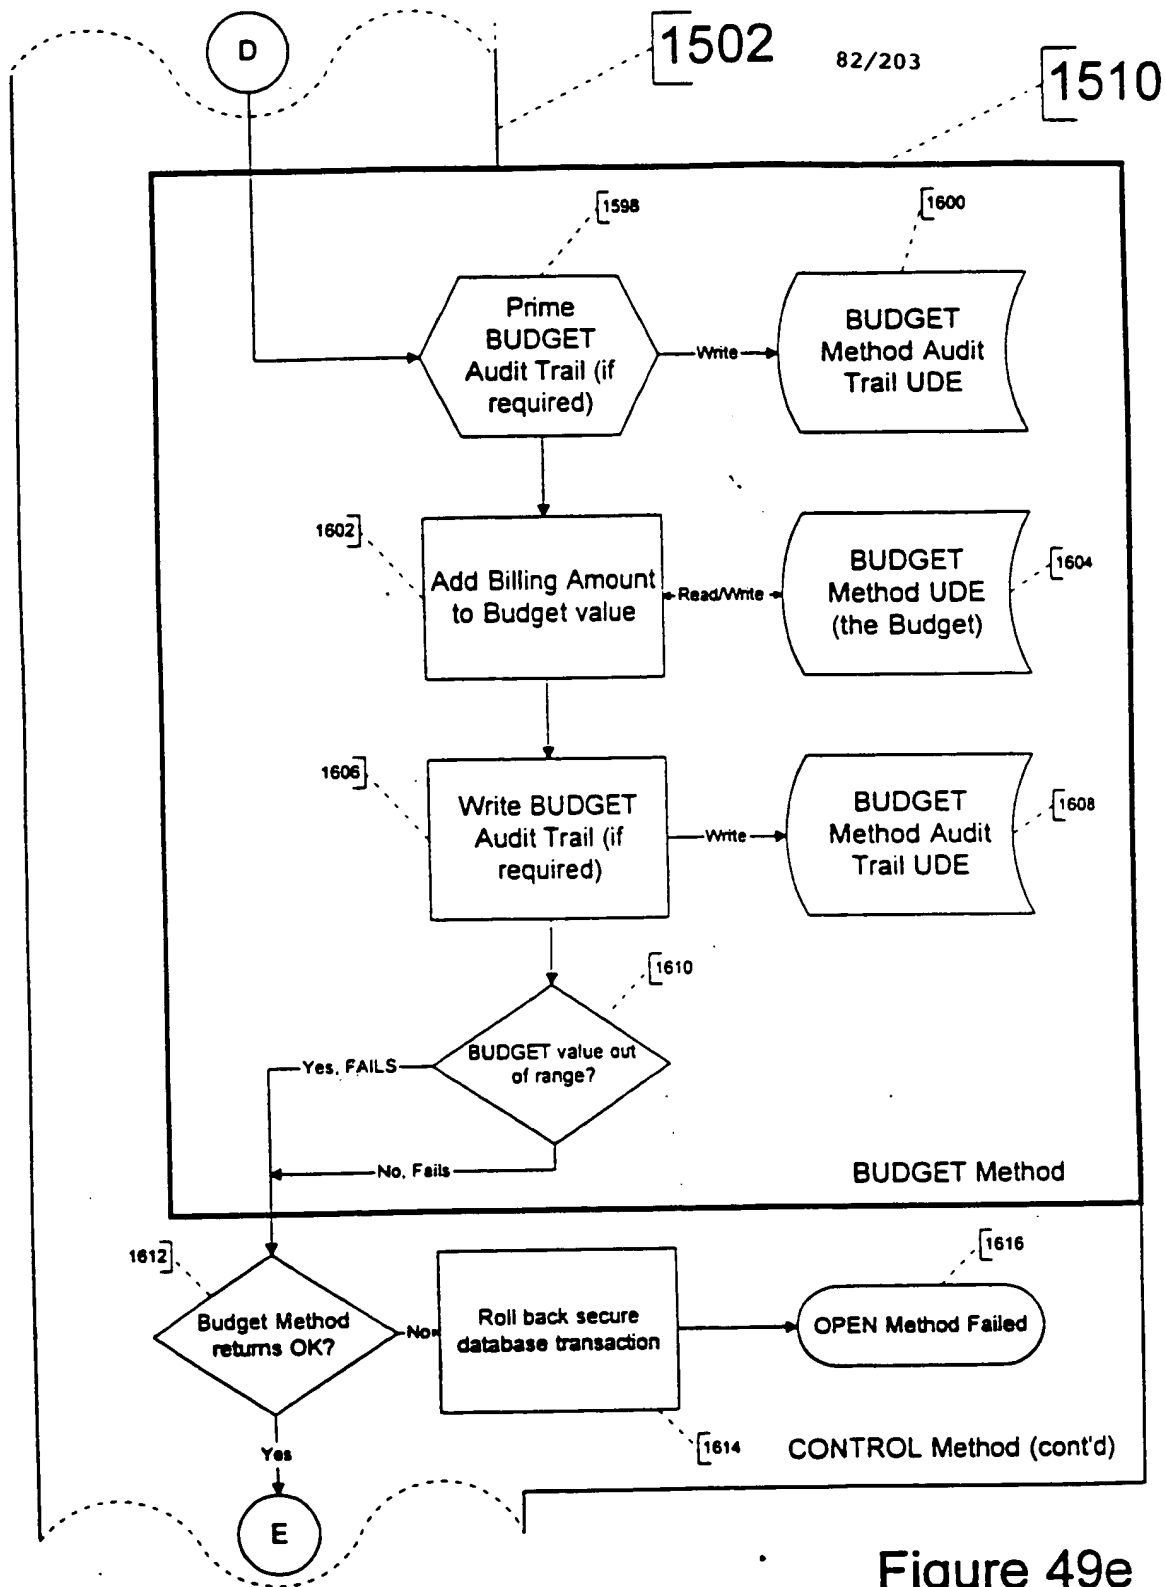 D
1502
82/203
1510
1598
1600
Prime
BUDGET
Audit Trail (if
required)
Write
BUDGET
Method Audit
Trail UDE
1602
Add Billing Amount
to Budget value
Read/Write
BUDGET
Method UDE
(the Budget)
1604
1606
Write BUDGET
Audit Trail (if
required)
Write
BUDGET
Method Audit
Trail UDE
1608
1610
BUDGET value out
of range?
Yes, FAILS
No, Fails
BUDGET Method
1612
Budget Method
returns OK?
No
Roll back secure
database transaction
1616
OPEN Method Failed
1614
CONTROL Method (cont'd)
Yes
E
Figure 49e